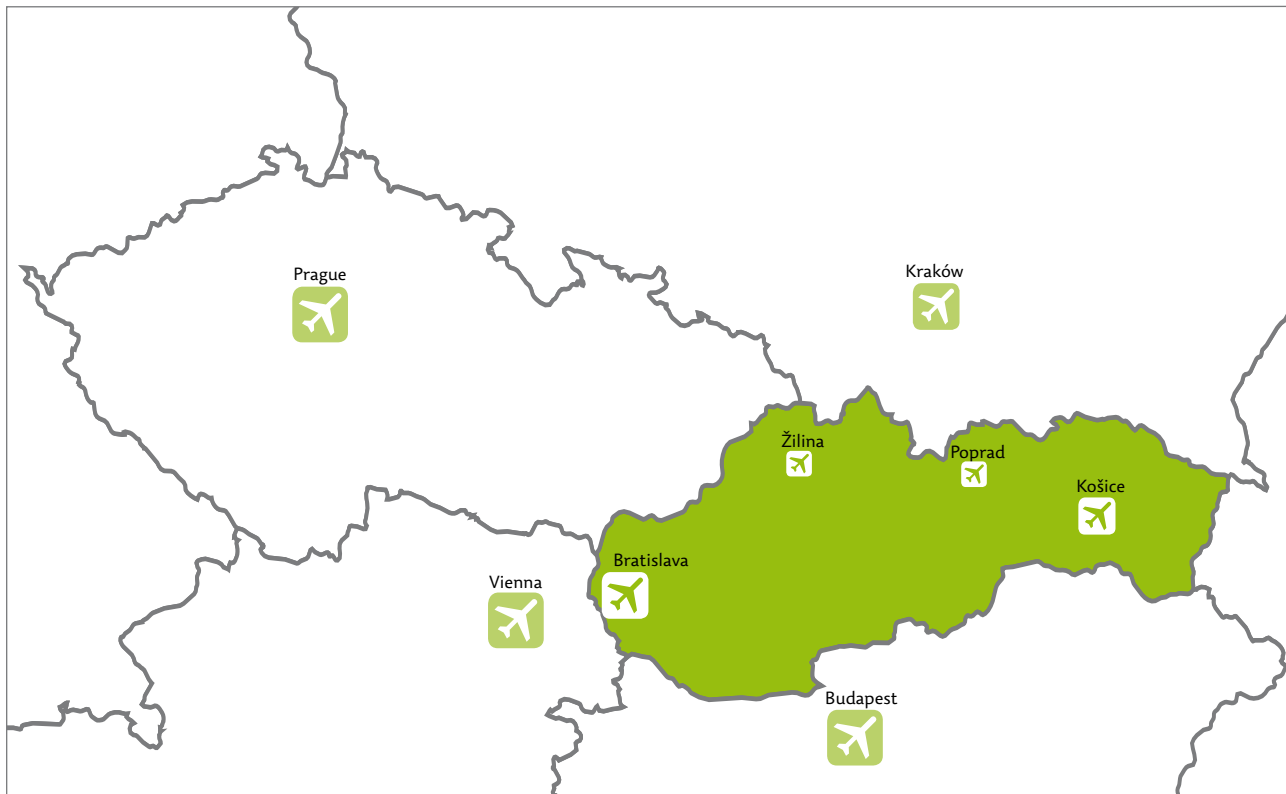 Prague
Kraków
Žilina
Poprad
Košice
Bratislava
Vienna
Budapest